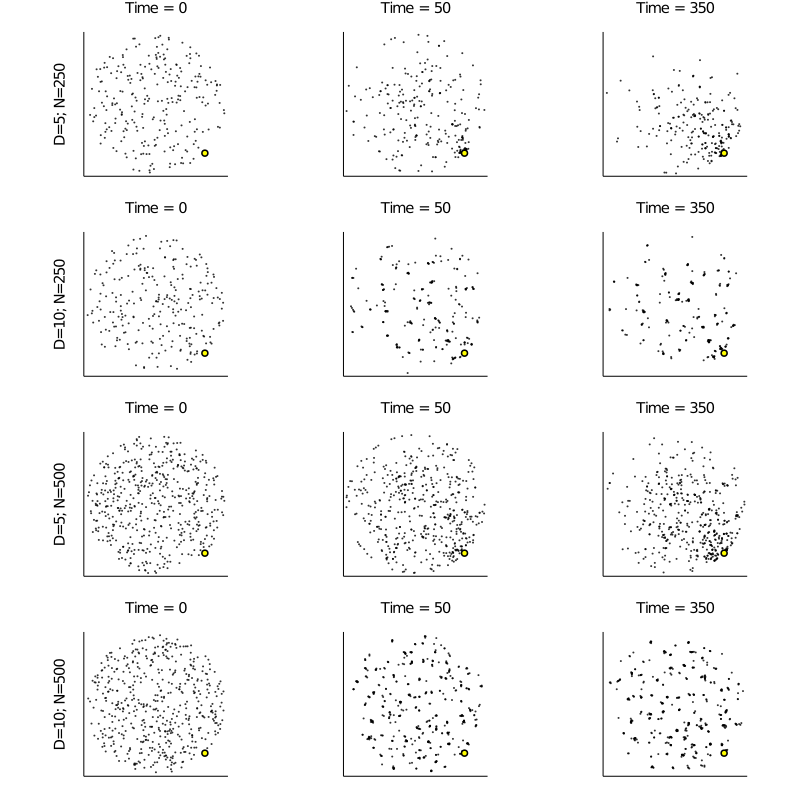 Time = 0
Time = 50
Time = 350
D=5; N=250
Time = 0
Time = 50
Time = 350
D=10; N=250
Time = 0
Time = 50
Time = 350
D=5; N=500
Time = 0
Time = 50
Time = 350
D=10; N=500